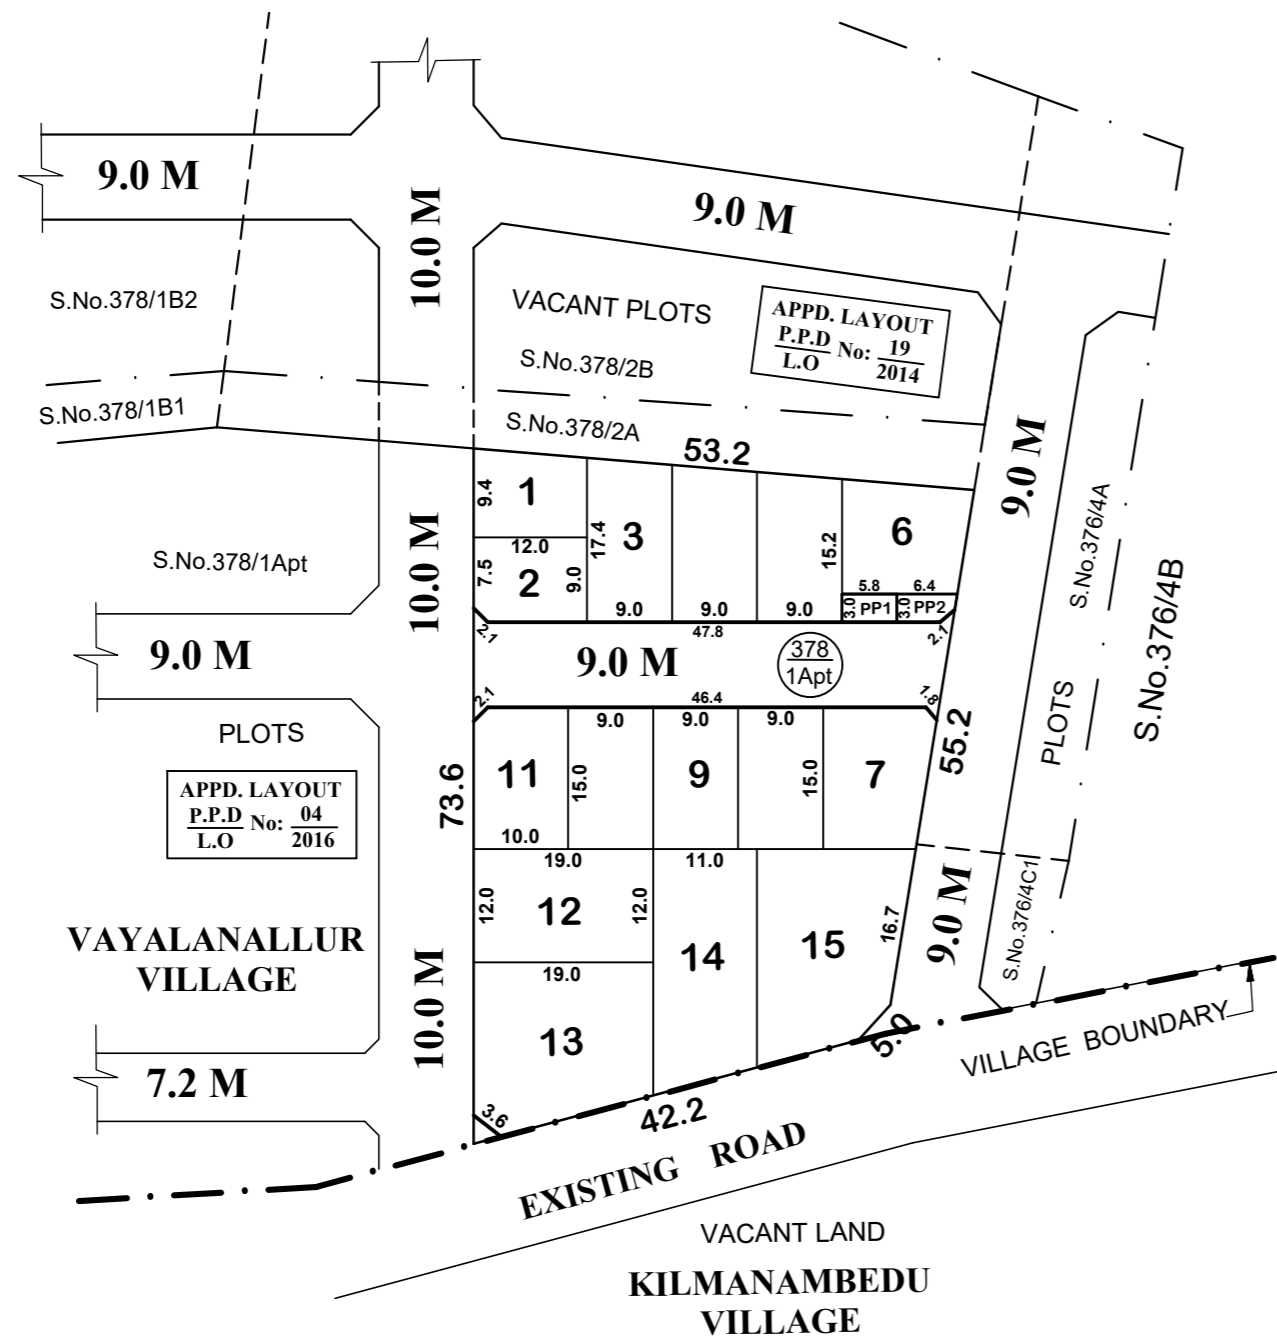 9.0 M
10.0 M
9.0 M
S.No.378/1B2
VACANT PLOTS
APPD. LAYOUT
P.P.D No: 19
L.O 2014
S.No.378/2B
S.No.378/1B1
S.No.378/2A
53.2
9.0 M
9.4
1
12.0
7.5
2
9.0
17.4
3
9.0
9.0
9.0
15.2
6
5.8
6.4
3.0
PP1
3.0
PP2
S.No.376/4A
S.No.376/4B
S.No.378/1Apt
10.0 M
2.1
47.8
2.1
9.0 M
9.0 M
378
1Apt
2.1
46.4
1.8
PLOTS
9.0
9.0
9.0
55.2
PLOTS
APPD. LAYOUT
P.P.D No: 04
L.O 2016
73.6
11
15.0
9
15.0
7
10.0
19.0
11.0
12.0
12
12.0
16.7
9.0 M
S.No.376/4C1
VAYALANALLUR
VILLAGE
14
15
19.0
10.0 M
13
5.0
VILLAGE BOUNDARY
7.2 M
3.6
42.2
EXISTING ROAD
VACANT LAND
KILMANAMBEDU
VILLAGE